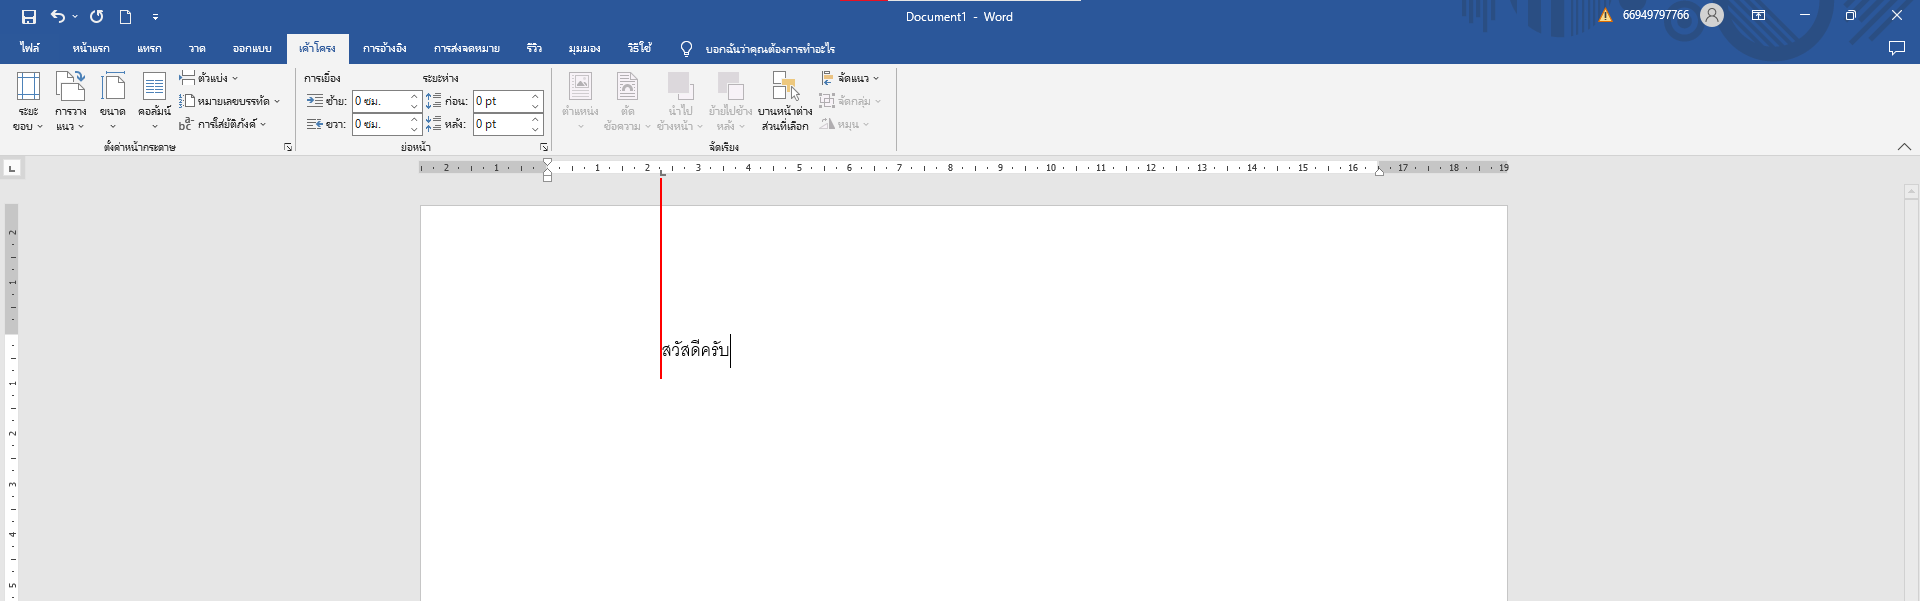 Document1 - Word
66949797766
ไฟล์ หน้าแรก แทรก วาด ออกแบบ เค้าโครง การอ้างอิง การส่งจดหมาย รีวิว มุมมอง วิธีใช้ บอกฉันว่าคุณต้องการทำอะไร
ระยะขอบ
การวางแนว
ขนาด
คอลัมน์
ตัวแบ่ง
หมายเลขบรรทัด
การใส่ยัติภังค์
ตั้งค่าหน้ากระดาษ
การเยื้อง ระยะห่าง
ซ้าย: 0 ซม. ก่อน: 0 pt
ขวา: 0 ซม. หลัง: 0 pt
ย่อหน้า
ตำแหน่ง
ตัดข้อความ
นำไปข้างหน้า
ย้ายไปข้างหลัง
บานหน้าต่างส่วนที่เลือก
จัดแนว
จัดกลุ่ม
หมุน
จัดเรียง
2 1 1 2 3 4 5 6 7 8 9 10 11 12 13 14 15 16 17 18 19
2
1
สวัสดีครับ
1
2
3
4
5